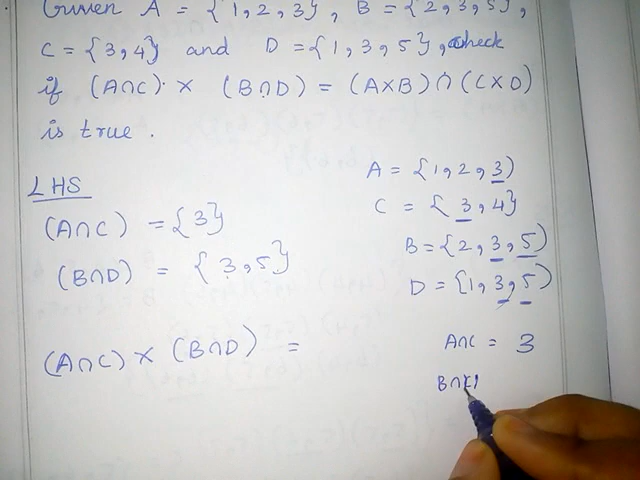 Given A = {1,2,3}, B = {2,3,5},
C = {3,4} and D = {1,3,5}, check
if (A∩C) × (B∩D) = (A×B)∩(C×D)
is true.
LHS
(A∩C) = {3}
(B∩D) = {3,5}
(A∩C) × (B∩D) =
A = {1,2,3)
C = {3,4}
B = {2,3,5)
D = {1,3,5)
A∩C = 3
B∩